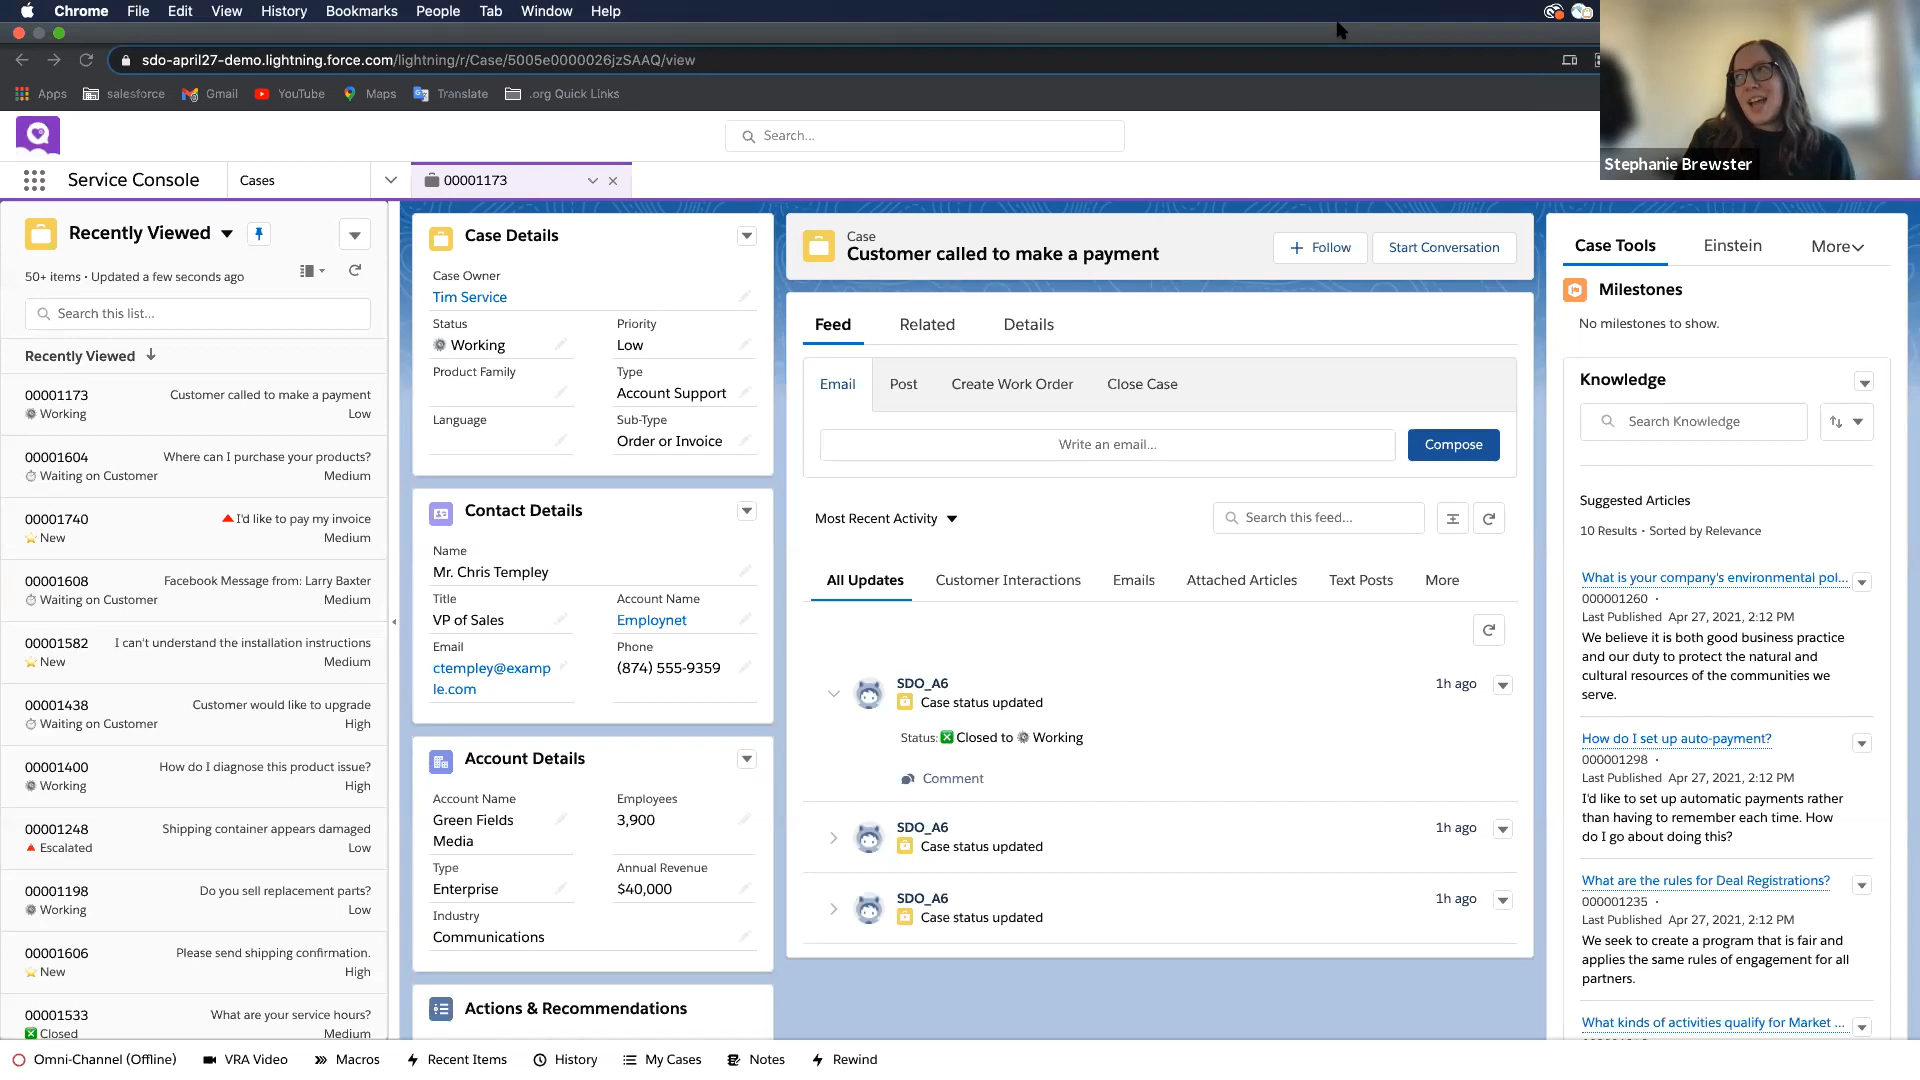 Chrome File Edit View History Bookmarks People Tab Window Help
sdo-april27-demo.lightning.force.com/lightning/r/Case/5005e0000026jzSAAQ/view
Apps salesforce Gmail YouTube Maps Translate .org Quick Links
Search...
Stephanie Brewster
Service Console Cases 00001173
Recently Viewed
50+ items • Updated a few seconds ago
Search this list...
Recently Viewed
00001173 Customer called to make a payment
Working Low
00001604 Where can I purchase your products?
Waiting on Customer Medium
00001740 I'd like to pay my invoice
New Medium
00001608 Facebook Message from: Larry Baxter
Waiting on Customer Medium
00001582 I can't understand the installation instructions
New Medium
00001438 Customer would like to upgrade
Waiting on Customer High
00001400 How do I diagnose this product issue?
Working High
00001248 Shipping container appears damaged
Escalated Low
00001198 Do you sell replacement parts?
Working Low
00001606 Please send shipping confirmation.
New High
00001533 What are your service hours?
Closed Medium
Case Details
Case Owner
Tim Service
Status Priority
Working Low
Product Family Type
Account Support
Language Sub-Type
Order or Invoice
Contact Details
Name
Mr. Chris Templey
Title Account Name
VP of Sales Employnet
Email Phone
ctempley@examp (874) 555-9359
le.com
Account Details
Account Name Employees
Green Fields 3,900
Media
Type Annual Revenue
Enterprise $40,000
Industry
Communications
Actions & Recommendations
Case
Customer called to make a payment
Follow Start Conversation
Feed Related Details
Email Post Create Work Order Close Case
Write an email... Compose
Most Recent Activity Search this feed...
All Updates Customer Interactions Emails Attached Articles Text Posts More
SDO_A6 1h ago
Case status updated
Status: Closed to Working
Comment
SDO_A6 1h ago
Case status updated
SDO_A6 1h ago
Case status updated
Case Tools Einstein More
Milestones
No milestones to show.
Knowledge
Search Knowledge
Suggested Articles
10 Results • Sorted by Relevance
What is your company's environmental pol...
000001260 •
Last Published Apr 27, 2021, 2:12 PM
We believe it is both good business practice
and our duty to protect the natural and
cultural resources of the communities we
serve.
How do I set up auto-payment?
000001298 •
Last Published Apr 27, 2021, 2:12 PM
I'd like to set up automatic payments rather
than having to remember each time. How
do I go about doing this?
What are the rules for Deal Registrations?
000001235 •
Last Published Apr 27, 2021, 2:12 PM
We seek to create a program that is fair and
applies the same rules of engagement for all
partners.
What kinds of activities qualify for Market ...
Omni-Channel (Offline) VRA Video Macros Recent Items History My Cases Notes Rewind